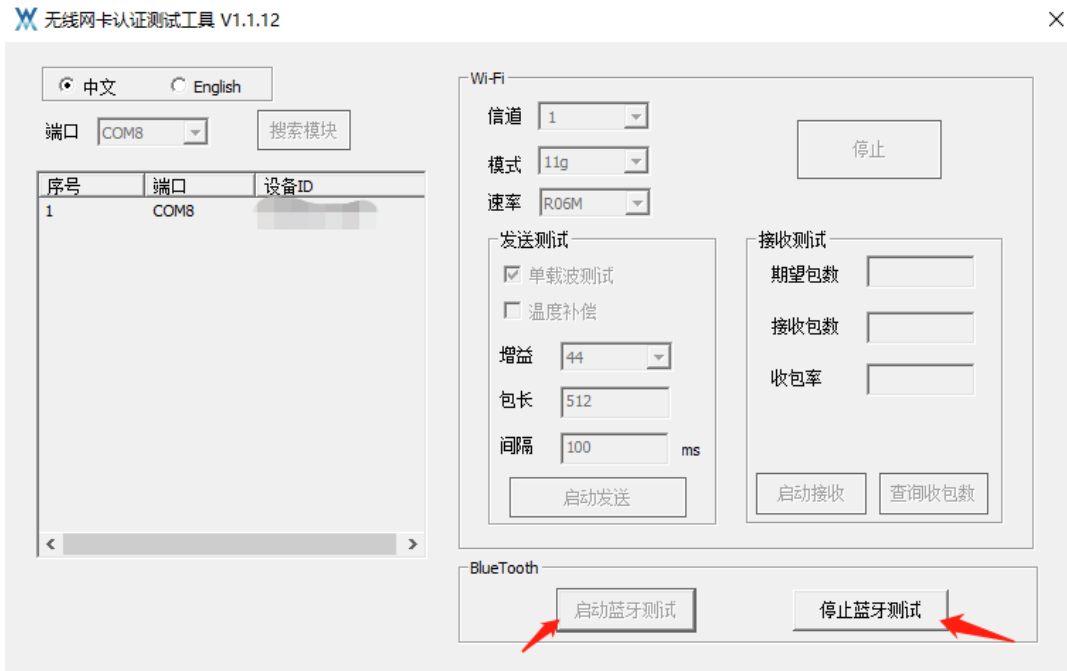 无线网卡认证测试工具 V1.1.12
中文 English
端口 COM8 搜索模块
序号 端口 设备ID
1 COM8
Wi-Fi
信道 1
模式 11g
速率 R06M
停止
发送测试
单载波测试
温度补偿
增益 44
包长 512
间隔 100 ms
启动发送
接收测试
期望包数
接收包数
收包率
启动接收 查询收包数
BlueTooth
启动蓝牙测试 停止蓝牙测试